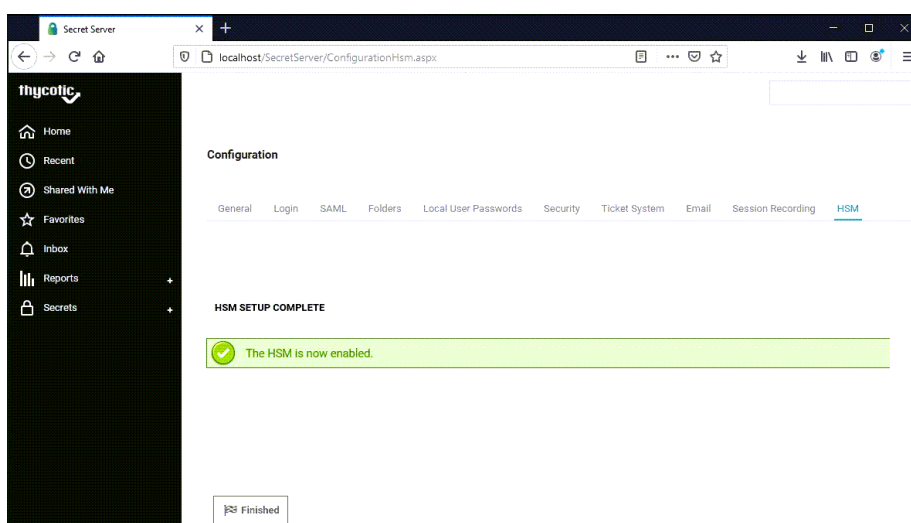 Secret Server
localhost/SecretServer/ConfigurationHsm.aspx
thycotic
Home
Recent
Shared With Me
Favorites
Inbox
Reports +
Secrets +
Configuration
General Login SAML Folders Local User Passwords Security Ticket System Email Session Recording HSM
HSM SETUP COMPLETE
The HSM is now enabled.
Finished